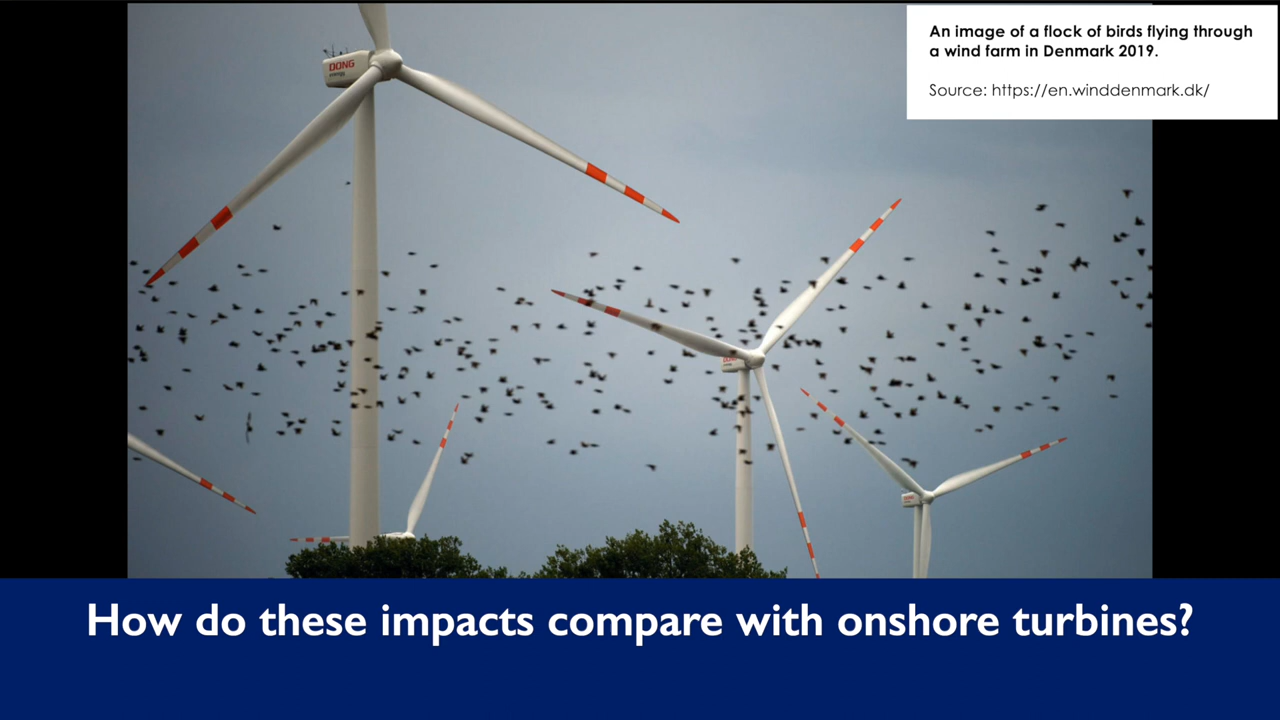 An image of a flock of birds flying through
a wind farm in Denmark 2019.
Source: https://en.winddenmark.dk/
DONG
energy
How do these impacts compare with onshore turbines?